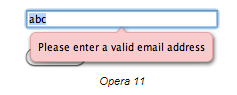 abc
Please enter a valid email address
Opera 11